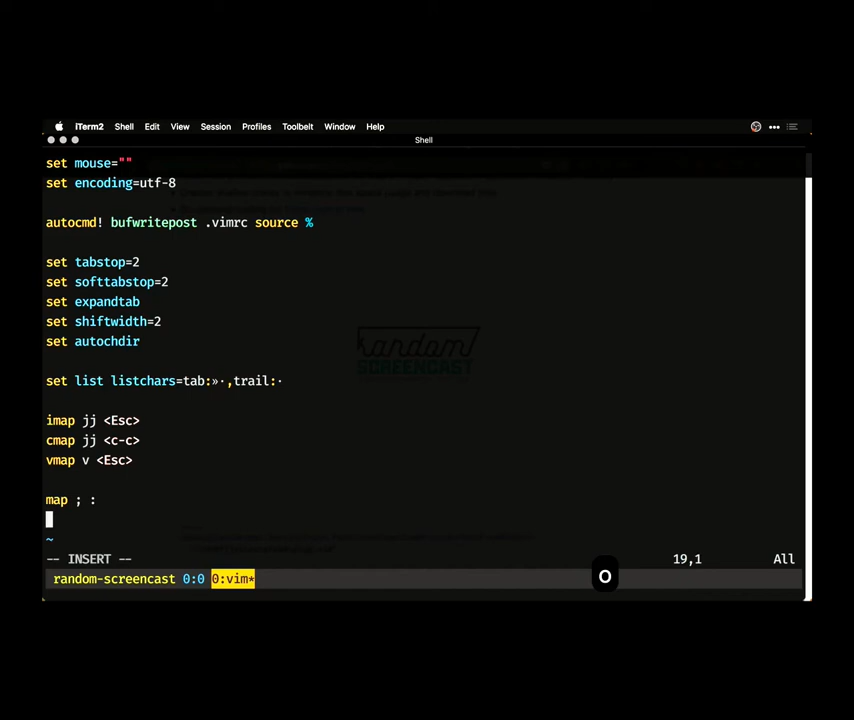 iTerm2 Shell Edit View Session Profiles Toolbelt Window Help
Shell
set mouse=""
set encoding=utf-8
autocmd! bufwritepost .vimrc source %
set tabstop=2
set softtabstop=2
set expandtab
set shiftwidth=2
set autochdir
random
SCREENCAST
set list listchars=tab:»·,trail:·
imap jj <Esc>
cmap jj <c-c>
vmap v <Esc>
map ; :
~
-- INSERT -- 19,1 All
random-screencast 0:0 0:vim*
o